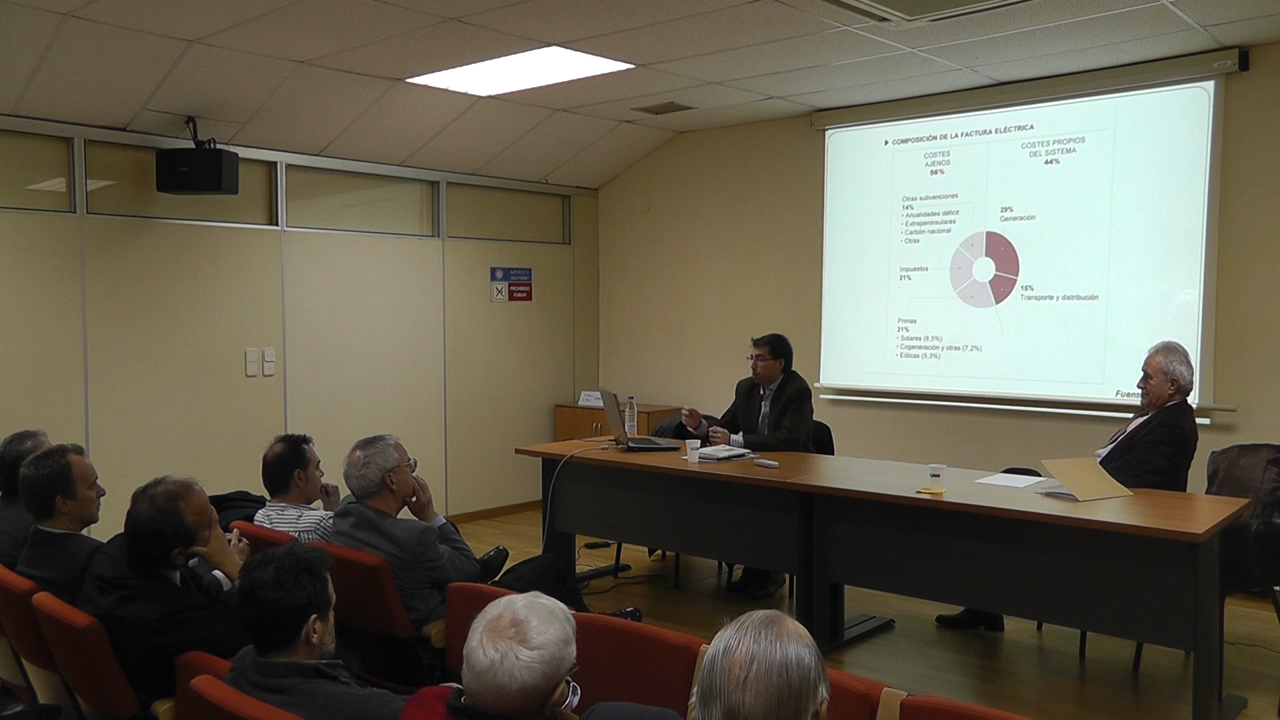 COMPOSICIÓN DE LA FACTURA ELÉCTRICA
COSTES
AJENOS
56%
COSTES PROPIOS
DEL SISTEMA
44%
Otras subvenciones
14%
• Anualidades déficit
• Extrapeninsulares
• Carbón nacional
• Otras
29%
Generación
Impuestos
21%
15%
Transporte y distribución
Primas
21%
• Solares (8,5%)
• Cogeneración y otras (7,2%)
• Eólicas (5,3%)
PROHIBIDO
FUMAR